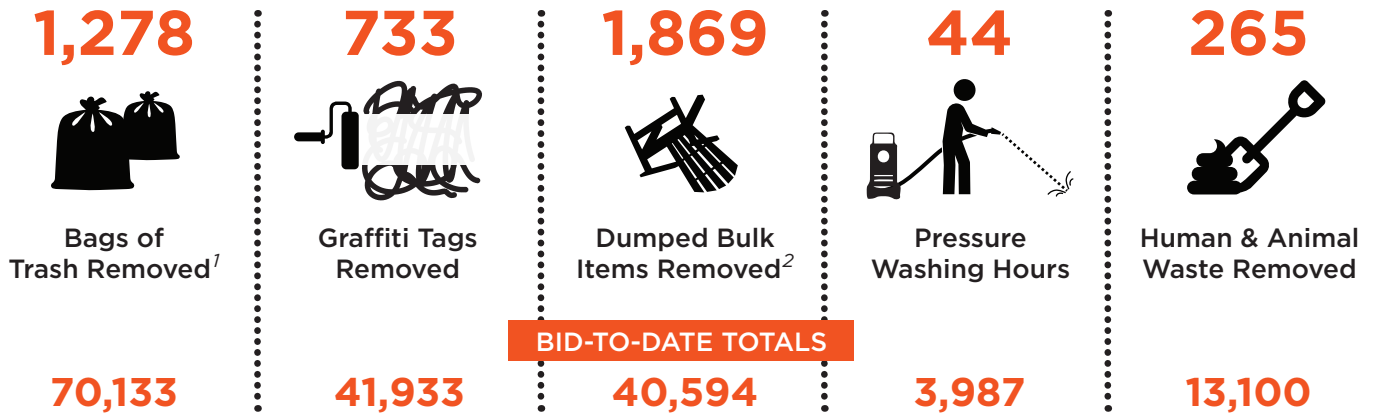 1,278
733
1,869
44
265
Bags of
Trash Removed1
Graffiti Tags
Removed
Dumped Bulk
Items Removed2
Pressure
Washing Hours
Human & Animal
Waste Removed
BID-TO-DATE TOTALS
70,133
41,933
40,594
3,987
13,100